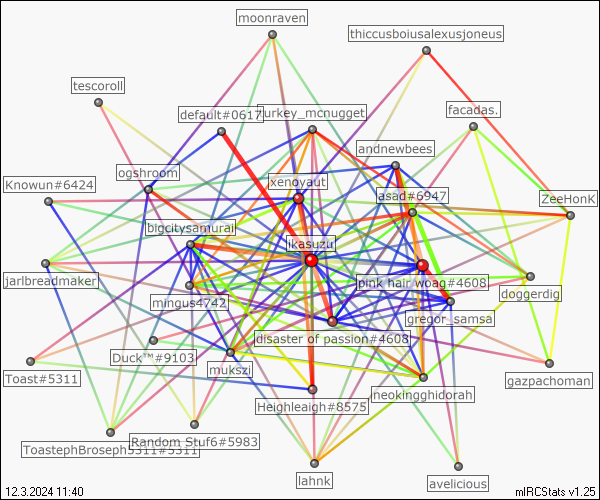 moonraven
thiccusboiusalexusjoneus
tescoroll
default#0617
turkey_mcnugget
facadas.
andnewbees
ogshroom
Knowun#6424
xenoyaut
asad#6947
ZeeHonK
bigcitysamurai
ikasuzu
jarlbreadmaker
pink hair woag#4608
doggerdig
mingus4742
gregor_samsa
disaster of passion#4608
Duck™#9103
mukszi
Toast#5311
gazpachoman
neokingghidorah
Heighleaigh#8575
Random Stuf6#5983
ToastephBroseph5311#5311
lahnk
avelicious
12.3.2024 11:40
mIRCStats v1.25